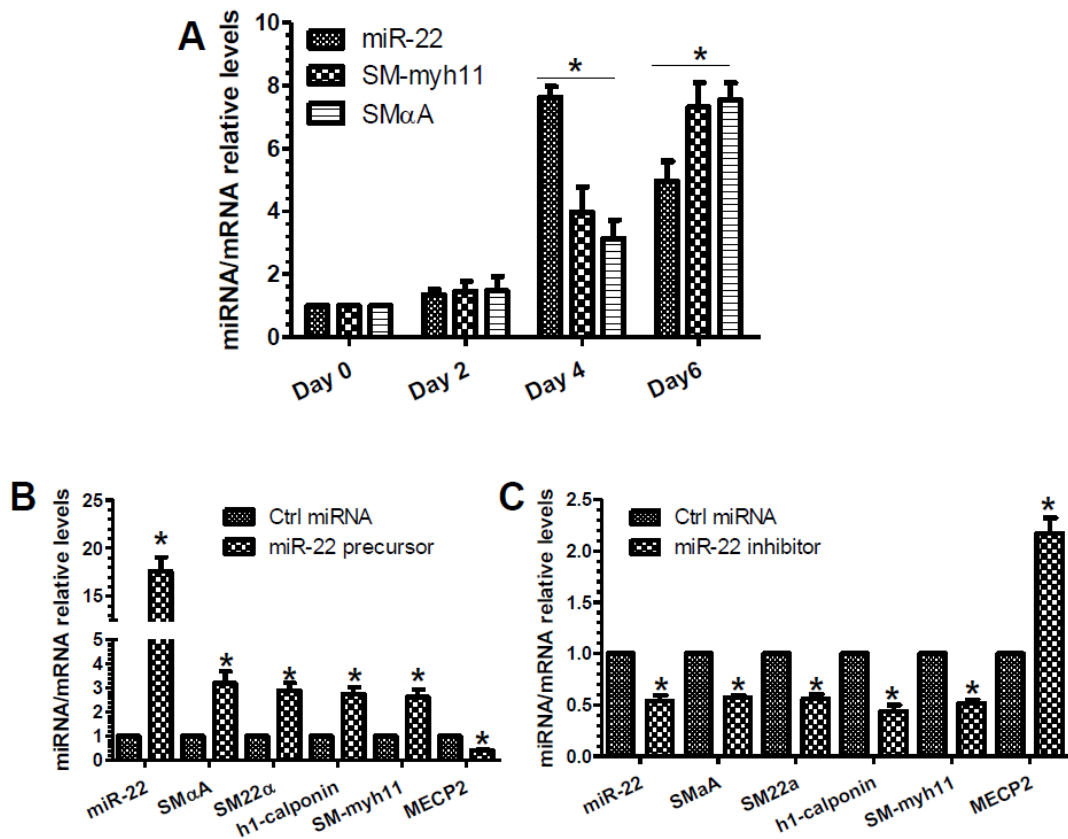 A
miRNA/mRNA relative levels
10
8
6
4
2
0
miR-22
SM-myh11
SMαA
*
*
Day 0
Day 2
Day 4
Day6
B
miRNA/mRNA relative levels
25
20
15
5
4
3
2
1
0
Ctrl miRNA
miR-22 precursor
*
*
*
*
*
*
miR-22
SMαA
SM22α
h1-calponin
SM-myh11
MECP2
C
miRNA/mRNA relative levels
2.5
2.0
1.5
1.0
0.5
0.0
Ctrl miRNA
miR-22 inhibitor
*
*
*
*
*
*
miR-22
SMaA
SM22a
h1-calponin
SM-myh11
MECP2